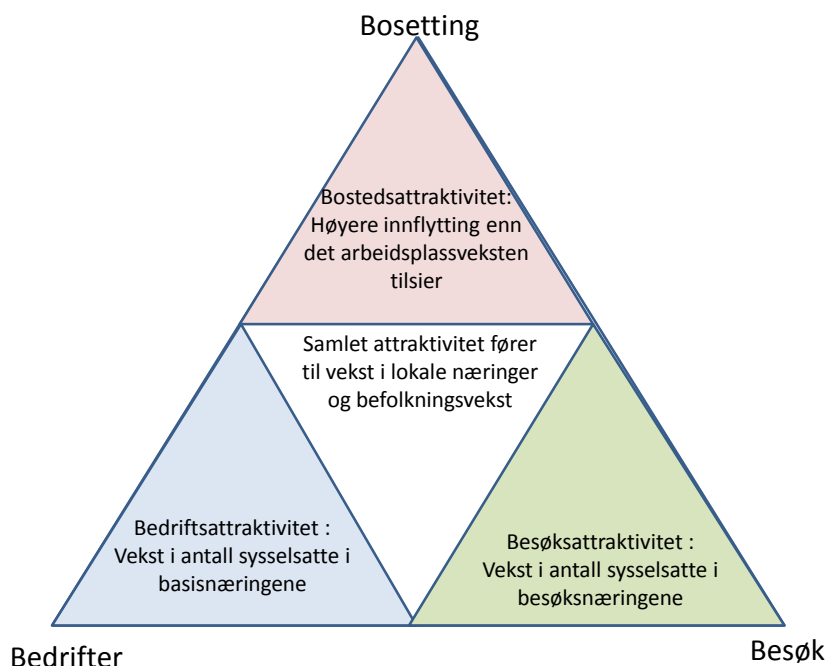 Bosetting
Bostedsattraktivitet:
Høyere innflytting enn
det arbeidsplassveksten
tilsier
Samlet attraktivitet fører
til vekst i lokale næringer
og befolkningsvekst
Bedriftsattraktivitet :
Vekst i antall sysselsatte i
basisnæringene
Besøksattraktivitet :
Vekst i antall sysselsatte i
besøksnæringene
Bedrifter
Besøk